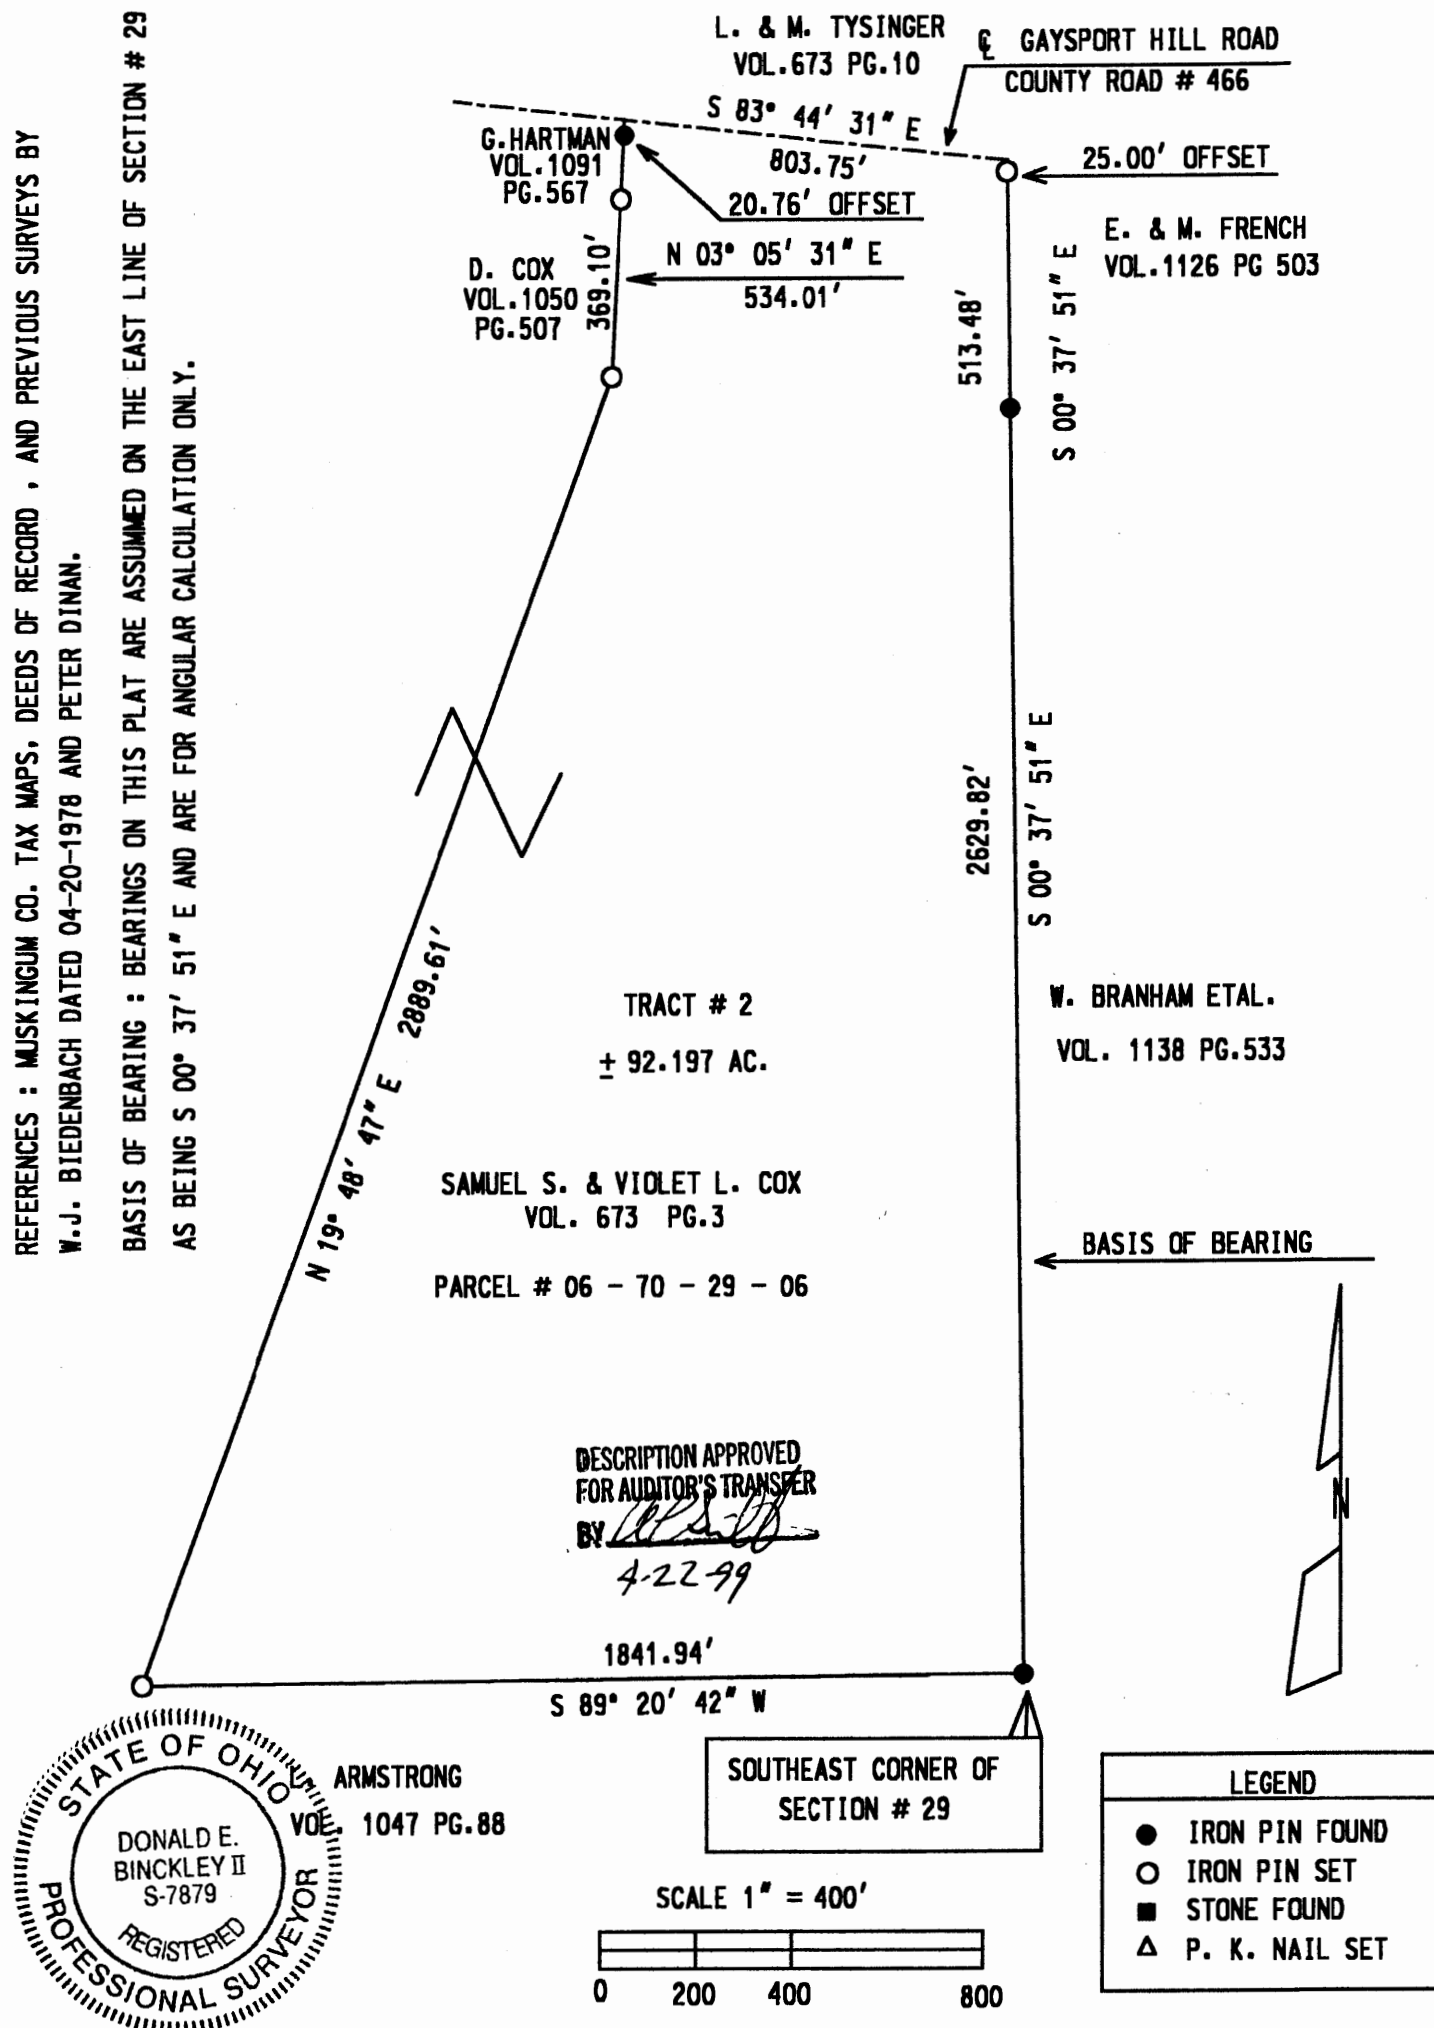 REFERENCES : MUSKINGUM CO. TAX MAPS, DEEDS OF RECORD , AND PREVIOUS SURVEYS BY
W.J. BIEDENBACH DATED 04-20-1978 AND PETER DINAN.
BASIS OF BEARING : BEARINGS ON THIS PLAT ARE ASSUMED ON THE EAST LINE OF SECTION # 29
AS BEING S 00° 37' 51" E AND ARE FOR ANGULAR CALCULATION ONLY.
L. & M. TYSINGER
VOL.673 PG.10
℄ GAYSPORT HILL ROAD
COUNTY ROAD # 466
S 83° 44' 31" E
803.75'
G.HARTMAN
VOL.1091
PG.567
20.76' OFFSET
25.00' OFFSET
E. & M. FRENCH
VOL.1126 PG 503
D. COX
VOL.1050
PG.507
369.10'
N 03° 05' 31" E
534.01'
513.48'
S 00° 37' 51" E
2629.82'
S 00° 37' 51" E
N 19° 48' 47" E 2889.61'
TRACT # 2
± 92.197 AC.
W. BRANHAM ETAL.
VOL. 1138 PG.533
SAMUEL S. & VIOLET L. COX
VOL. 673 PG.3
PARCEL # 06 - 70 - 29 - 06
BASIS OF BEARING
N
DESCRIPTION APPROVED
FOR AUDITOR'S TRANSFER
BY
4-22-99
1841.94'
S 89° 20' 42" W
SOUTHEAST CORNER OF
SECTION # 29
ARMSTRONG
VOL. 1047 PG.88
STATE OF OHIO
DONALD E.
BINCKLEY II
S-7879
REGISTERED
PROFESSIONAL SURVEYOR
SCALE 1" = 400'
0 200 400 800
LEGEND
IRON PIN FOUND
IRON PIN SET
STONE FOUND
P. K. NAIL SET